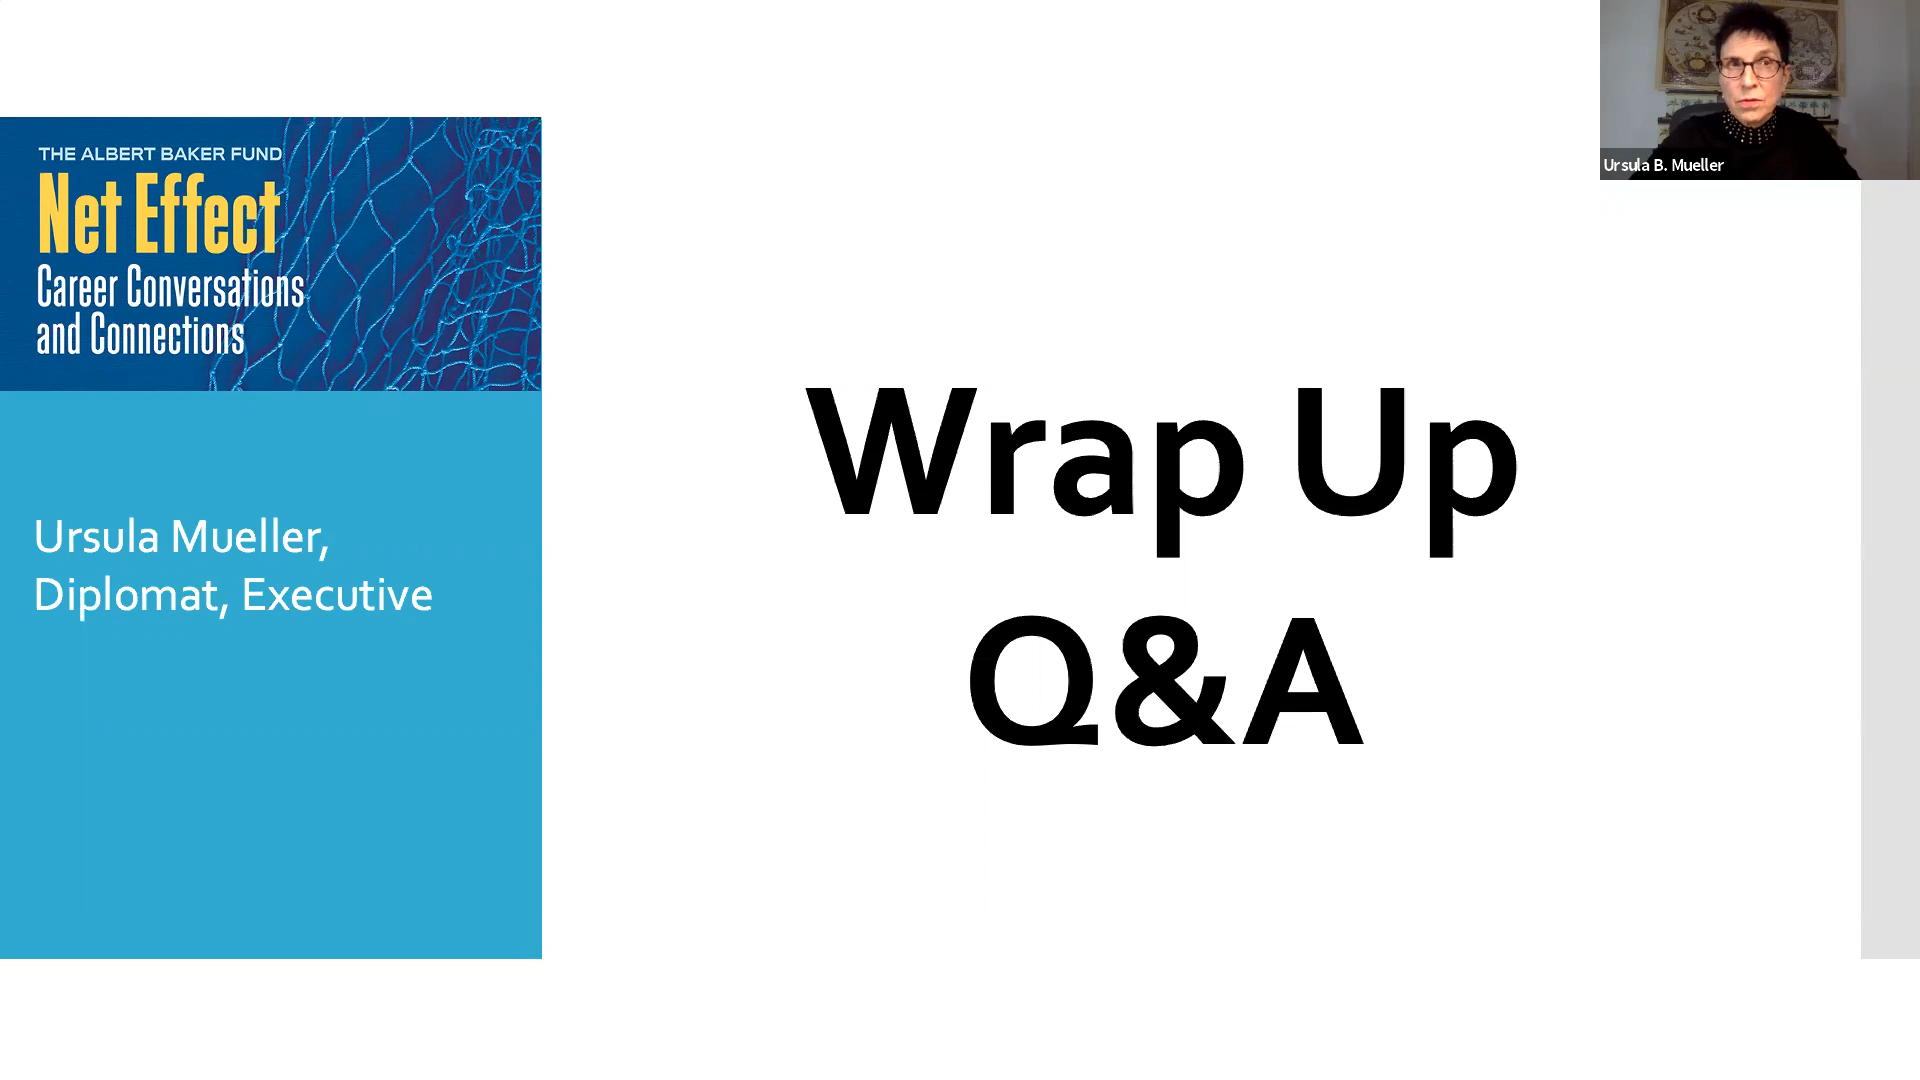 THE ALBERT BAKER FUND
Net Effect
Career Conversations
and Connections
Ursula Mueller,
Diplomat, Executive
Wrap Up
Q&A
Ursula B. Mueller